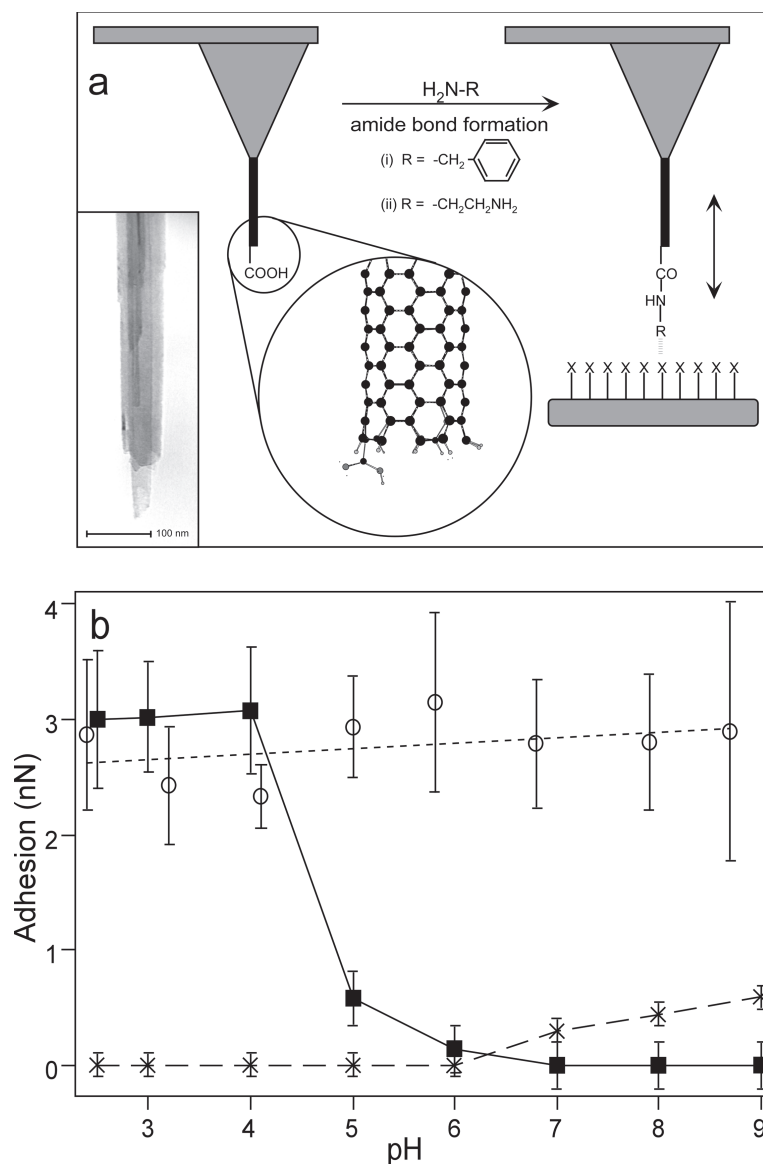 a
H₂N-R
amide bond formation
(i) R = -CH₂-
(ii) R = -CH₂CH₂NH₂
COOH
CO
HN
R
X X X X X X X X X X
100 nm
b
4
3
2
1
0
Adhesion (nN)
3 4 5 6 7 8 9
pH